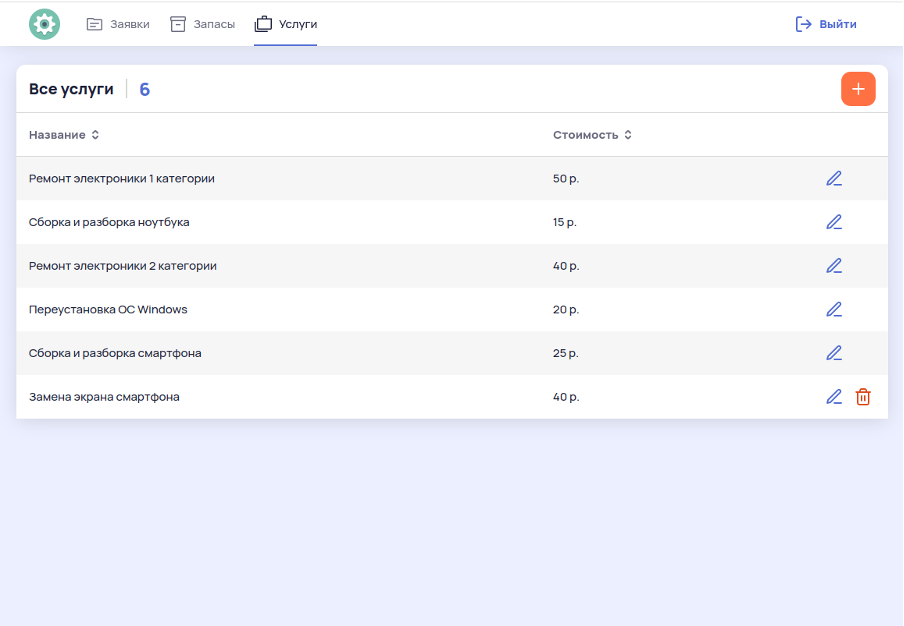 Заявки Запасы Услуги Выйти
Все услуги 6
Название Стоимость
Ремонт электроники 1 категории 50 р.
Сборка и разборка ноутбука 15 р.
Ремонт электроники 2 категории 40 р.
Переустановка ОС Windows 20 р.
Сборка и разборка смартфона 25 р.
Замена экрана смартфона 40 р.